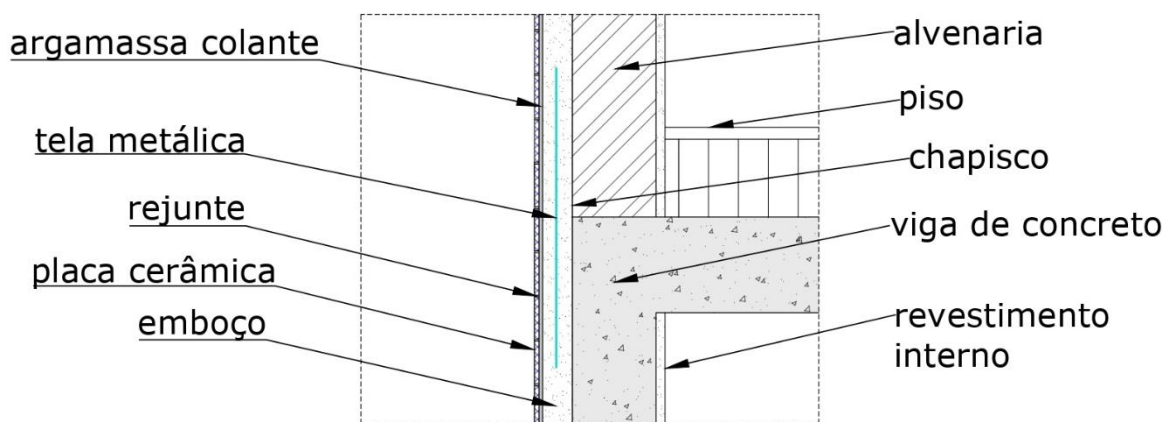 argamassa colante
tela metálica
rejunte
placa cerâmica
emboço
alvenaria
piso
chapisco
viga de concreto
revestimento
interno